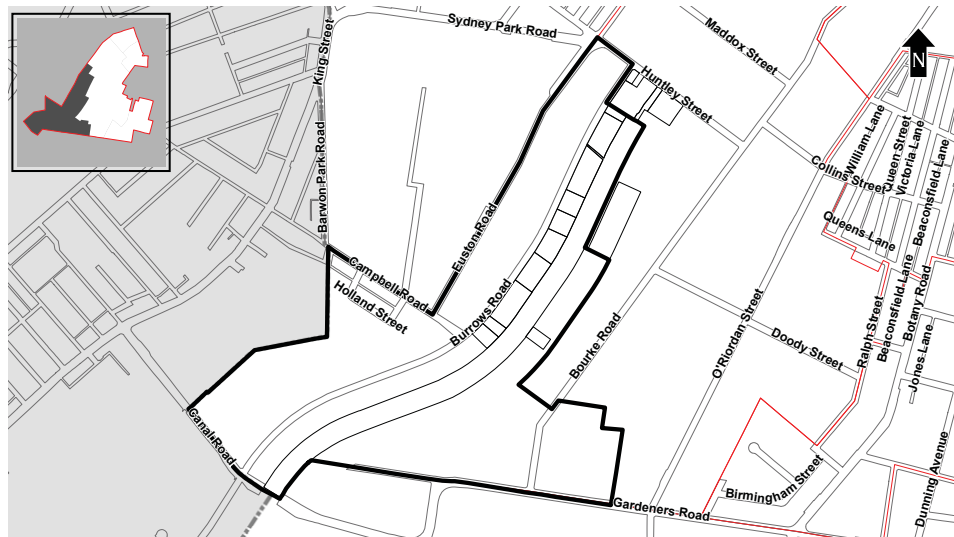 Sydney Park Road
Maddox Street
King Street
N
Huntley Street
William Lane
Queen Street
Victoria Lane
Beaconsfield Lane
Collins Street
Barwon Park Road
Queens Lane
Euston Road
Campbell Road
Holland Street
Burrows Road
Bourke Road
O'Riordan Street
Doody Street
Ralph Street
Beaconsfield Lane
Botany Road
Jones Lane
Canal Road
Birmingham Street
Gardeners Road
Dunning Avenue